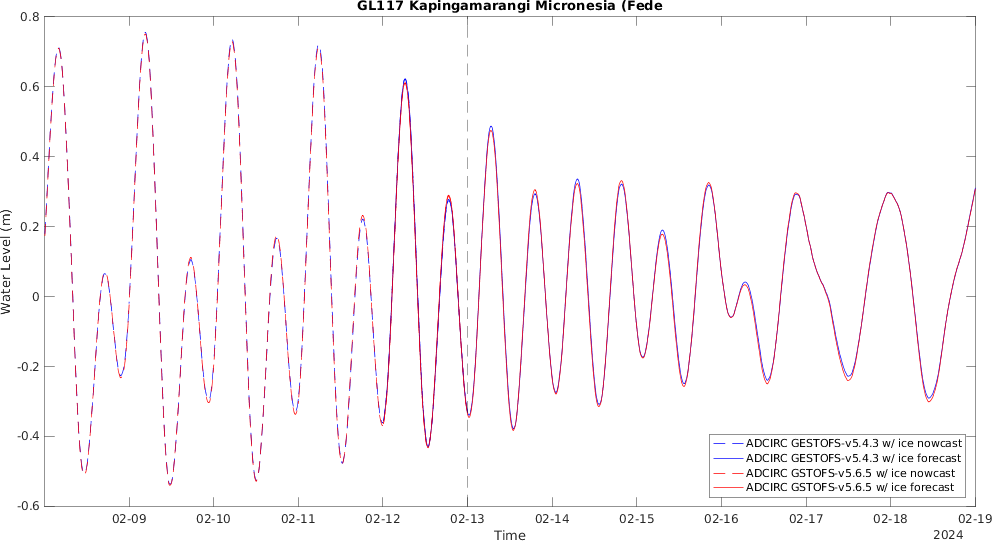 GL117 Kapingamarangi Micronesia (Fede
Water Level (m)
0.8
0.6
0.4
0.2
0
-0.2
-0.4
-0.6
ADCIRC GESTOFS-v5.4.3 w/ ice nowcast
ADCIRC GESTOFS-v5.4.3 w/ ice forecast
ADCIRC GSTOFS-v5.6.5 w/ ice nowcast
ADCIRC GSTOFS-v5.6.5 w/ ice forecast
02-09 02-10 02-11 02-12 02-13 02-14 02-15 02-16 02-17 02-18 02-19
Time
2024